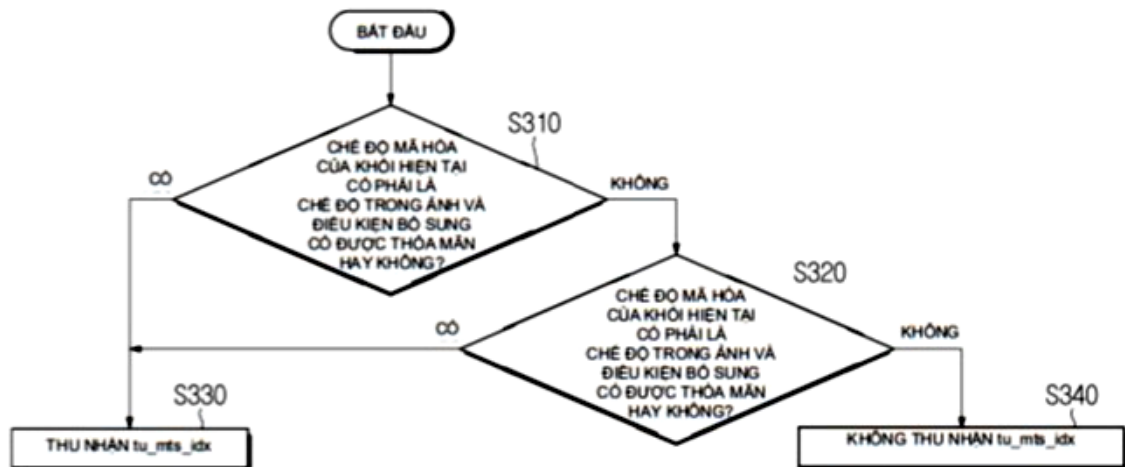 BẮT ĐẦU
S310
CHẾ ĐỘ MÃ HÓA
CỦA KHỐI HIỆN TẠI
CÓ PHẢI LÀ
CHẾ ĐỘ TRONG ẢNH VÀ
ĐIỀU KIỆN BỔ SUNG
CÓ ĐƯỢC THỎA MÃN
HAY KHÔNG?
CÓ
KHÔNG
S320
CHẾ ĐỘ MÃ HÓA
CỦA KHỐI HIỆN TẠI
CÓ PHẢI LÀ
CHẾ ĐỘ TRONG ẢNH VÀ
ĐIỀU KIỆN BỔ SUNG
CÓ ĐƯỢC THỎA MÃN
HAY KHÔNG?
CÓ
KHÔNG
S330
THU NHẬN tu_mts_idx
S340
KHÔNG THU NHẬN tu_mts_idx